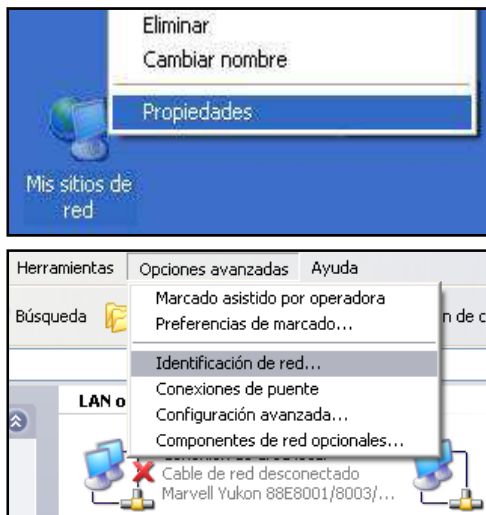 Eliminar
Cambiar nombre
Propiedades
Mis sitios de
red
Herramientas Opciones avanzadas Ayuda
Búsqueda
Marcado asistido por operadora
Preferencias de marcado...
n de c
Identificación de red...
Conexiones de puente
Configuración avanzada...
Componentes de red opcionales...
LAN o
Cable de red desconectado
Marvell Yukon 88E8001/8003/...